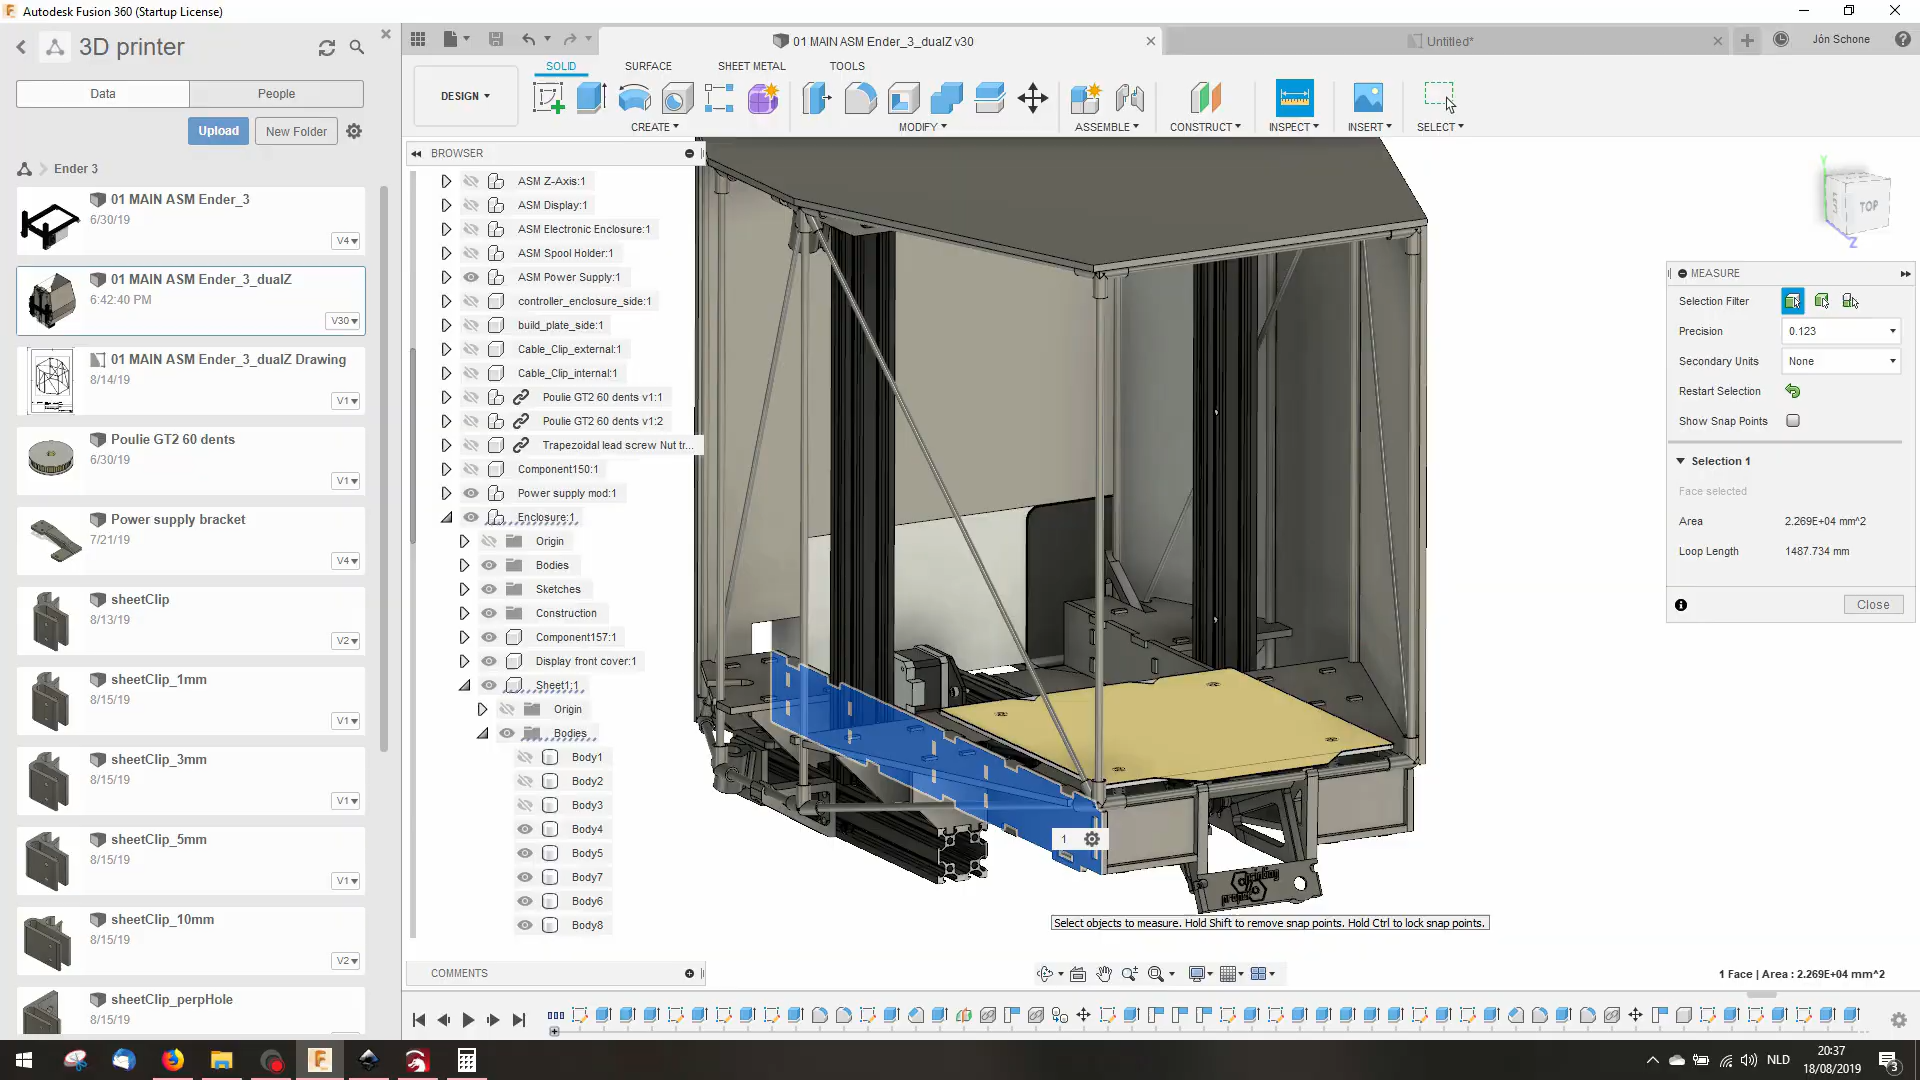 Autodesk Fusion 360 (Startup License)
3D printer
Data
People
Upload
New Folder
Ender 3
01 MAIN ASM Ender_3
6/30/19
V4
01 MAIN ASM Ender_3_dualZ
6:42:40 PM
V30
01 MAIN ASM Ender_3_dualZ Drawing
8/14/19
V1
Poulie GT2 60 dents
6/30/19
V1
Power supply bracket
7/21/19
V4
sheetClip
8/13/19
V2
sheetClip_1mm
8/15/19
V1
sheetClip_3mm
8/15/19
V1
sheetClip_5mm
8/15/19
V1
sheetClip_10mm
8/15/19
V2
sheetClip_perpHole
8/15/19
01 MAIN ASM Ender_3_dualZ v30
Untitled*
Jón Schone
DESIGN
SOLID
SURFACE
SHEET METAL
TOOLS
CREATE
MODIFY
ASSEMBLE
CONSTRUCT
INSPECT
INSERT
SELECT
BROWSER
ASM Z-Axis:1
ASM Display:1
ASM Electronic Enclosure:1
ASM Spool Holder:1
ASM Power Supply:1
controller_enclosure_side:1
build_plate_side:1
Cable_Clip_external:1
Cable_Clip_internal:1
Poulie GT2 60 dents v1:1
Poulie GT2 60 dents v1:2
Trapezoidal lead screw Nut tr...
Component150:1
Power supply mod:1
Enclosure:1
Origin
Bodies
Sketches
Construction
Component157:1
Display front cover:1
Sheet1:1
Origin
Bodies
Body1
Body2
Body3
Body4
Body5
Body7
Body6
Body8
COMMENTS
TOP
LEFT
Y
Z
MEASURE
Selection Filter
Precision
0.123
Secondary Units
None
Restart Selection
Show Snap Points
Selection 1
Face selected
Area
2.269E+04 mm^2
Loop Length
1487.734 mm
Close
1
Select objects to measure. Hold Shift to remove snap points. Hold Ctrl to lock snap points.
1 Face | Area : 2.269E+04 mm^2
NLD
20:37
18/08/2019
3